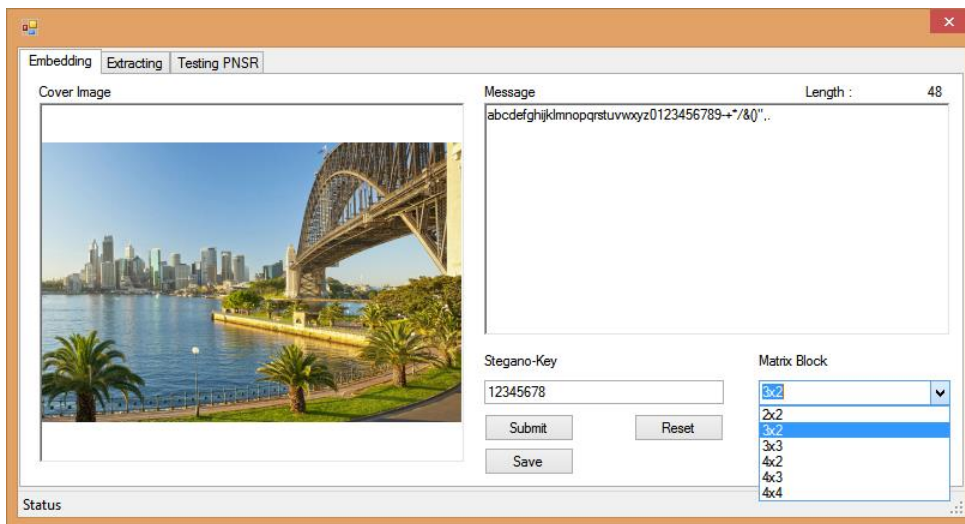 Embedding Extracting Testing PNSR
Cover Image
Message Length : 48
abcdefghijklmnopqrstuvwxyz0123456789-+*/&()",.
Stegano-Key Matrix Block
12345678 3x2
Submit Reset
Save
2x2
3x2
3x3
4x2
4x3
4x4
Status